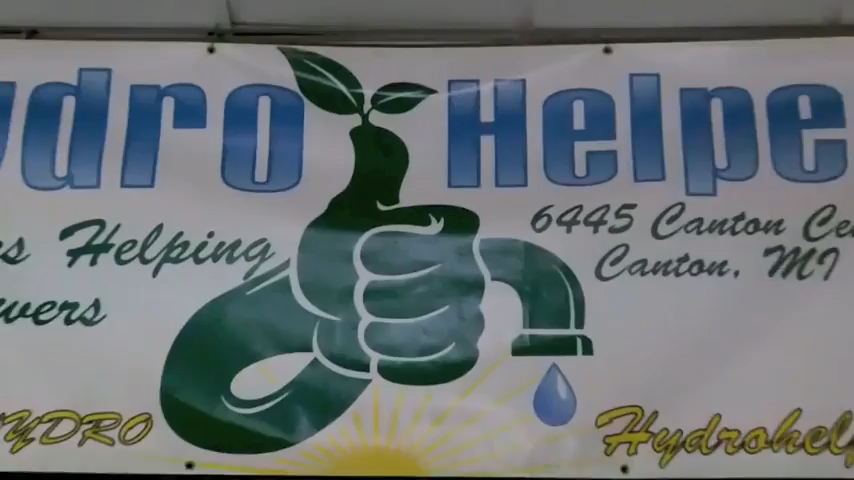 ydro Helpe
6445 Canton Ce
Canton, MI
s Helping
wers
YDRO
Hydrohelp